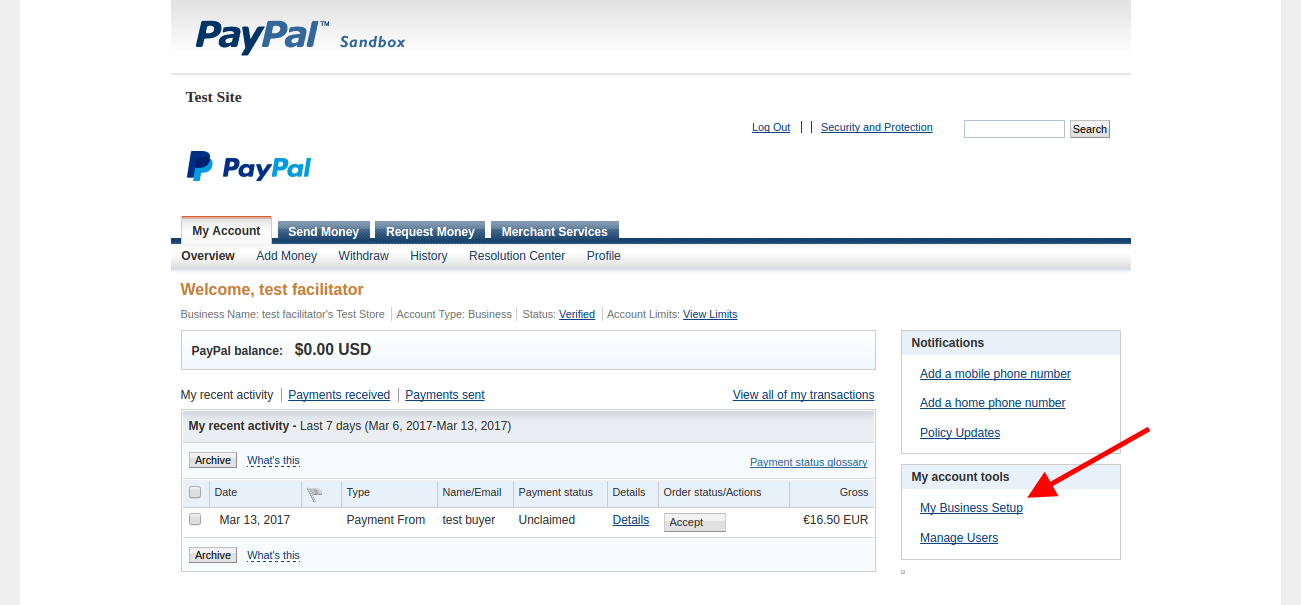 PayPal™ Sandbox
Test Site
Log Out Security and Protection Search
PayPal
My Account Send Money Request Money Merchant Services
Overview Add Money Withdraw History Resolution Center Profile
Welcome, test facilitator
Business Name: test facilitator's Test Store Account Type: Business Status: Verified Account Limits: View Limits
PayPal balance: $0.00 USD
My recent activity Payments received Payments sent View all of my transactions
My recent activity - Last 7 days (Mar 6, 2017-Mar 13, 2017)
Archive What's this Payment status glossary
Date Type Name/Email Payment status Details Order status/Actions Gross
Mar 13, 2017 Payment From test buyer Unclaimed Details Accept €16.50 EUR
Archive What's this
Notifications
Add a mobile phone number
Add a home phone number
Policy Updates
My account tools
My Business Setup
Manage Users